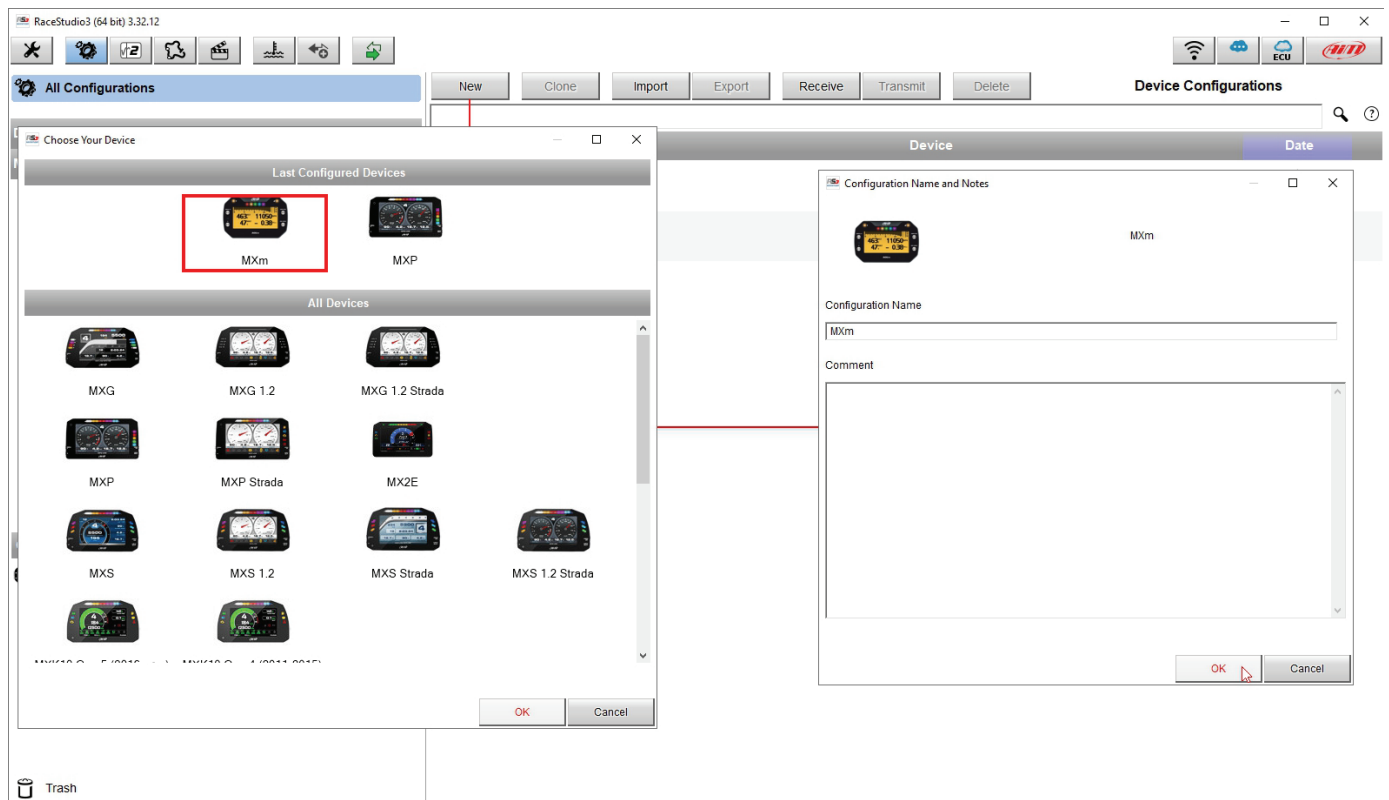 RaceStudio3 (64 bit) 3.32.12
ECU
All Configurations
New Clone Import Export Receive Transmit Delete Device Configurations
Device Date
Choose Your Device
Last Configured Devices
MXm MXP
All Devices
MXG MXG 1.2 MXG 1.2 Strada
MXP MXP Strada MX2E
MXS MXS 1.2 MXS Strada MXS 1.2 Strada
OK Cancel
Configuration Name and Notes
MXm
Configuration Name
MXm
Comment
OK Cancel
Trash